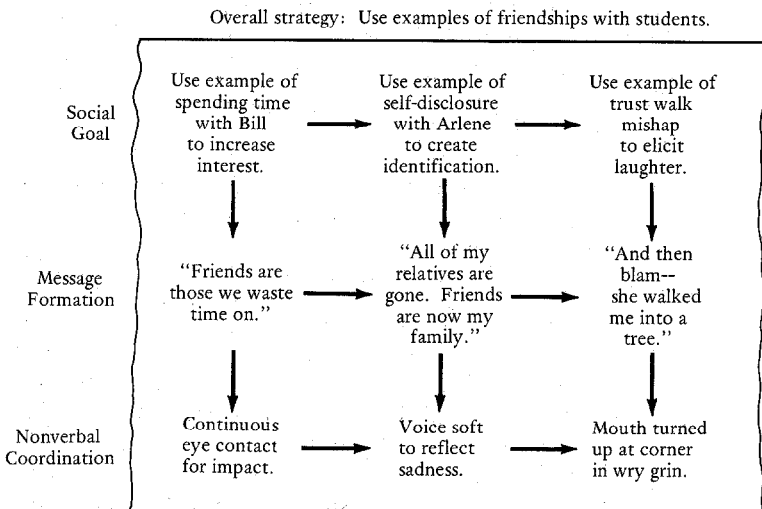 Overall strategy: Use examples of friendships with students.
Social
Goal
Use example of
spending time
with Bill
to increase
interest.
Use example of
self-disclosure
with Arlene
to create
identification.
Use example of
trust walk
mishap
to elicit
laughter.
Message
Formation
"Friends are
those we waste
time on."
"All of my
relatives are
gone. Friends
are now my
family."
"And then
blam--
she walked
me into a
tree."
Nonverbal
Coordination
Continuous
eye contact
for impact.
Voice soft
to reflect
sadness.
Mouth turned
up at corner
in wry grin.